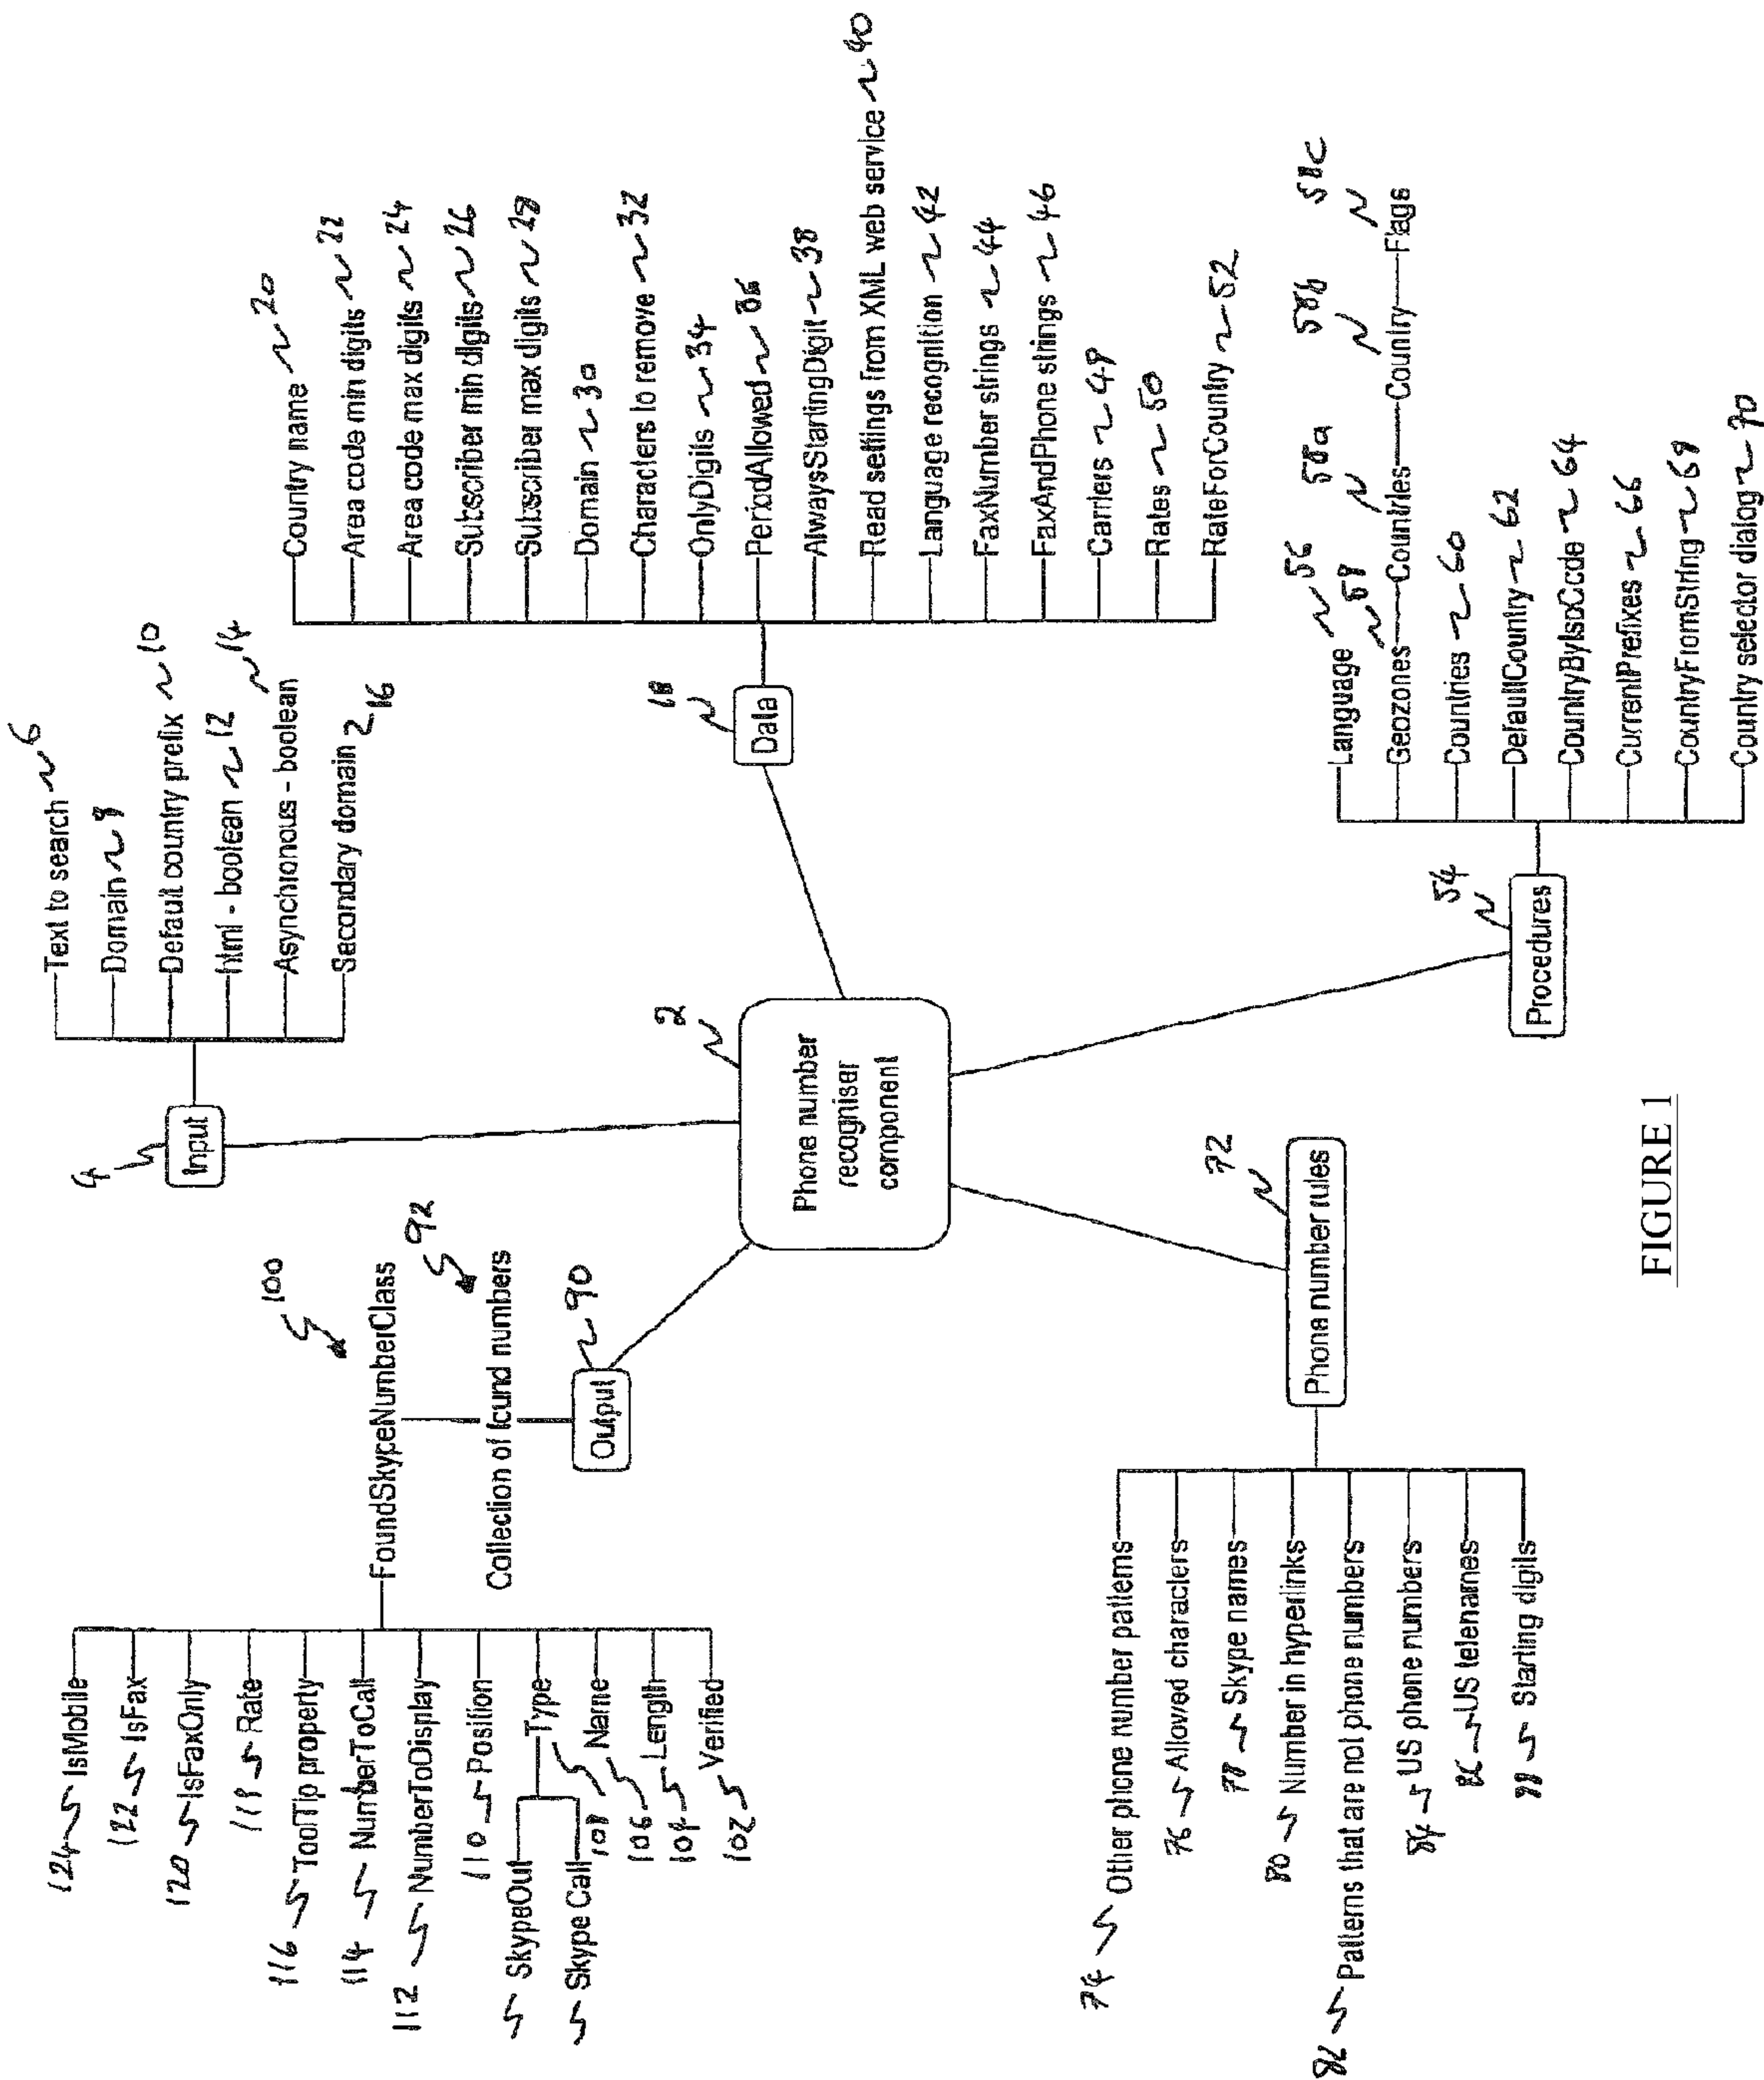 Text to search 6
Domain 8
Default country prefix 10
html - boolean 12
Asynchronous - boolean 14
Secondary domain 16
4
Input
Country name 20
Area code min digits 22
Area code max digits 24
Subscriber min digits 26
Subscriber max digits 28
Domain 30
Characters to remove 32
OnlyDigits 34
PeriodAllowed 36
AlwaysStartingDigit 38
Read settings from XML web service 40
Language recognition 42
FaxNumber strings 44
FaxAndPhone strings 46
Carriers 48
Rates 50
RateForCountry 52
18
Data
2
Phone number
recogniser
component
54
Procedures
Language 56
58 58a 58b 58c
Geozones Countries Country Flags
Countries 60
DefaultCountry 62
CountryByIsoCode 64
CurrentPrefixes 66
CountryFromString 68
Country selector dialog 70
72
Phone number rules
74 Other phone number patterns
76 Allowed characters
78 Skype names
80 Number in hyperlinks
82 Patterns that are not phone numbers
84 US phone numbers
86 US telenames
88 Starting digits
90
Output
92
Collection of found numbers
100
FoundSkypeNumberClass
124 IsMobile
122 IsFax
120 IsFaxOnly
118 Rate
116 ToolTip property
114 NumberToCall
112 NumberToDisplay
110 Position
108 Type
SkypeOut
Skype Call
106 Name
104 Length
102 Verified
FIGURE 1